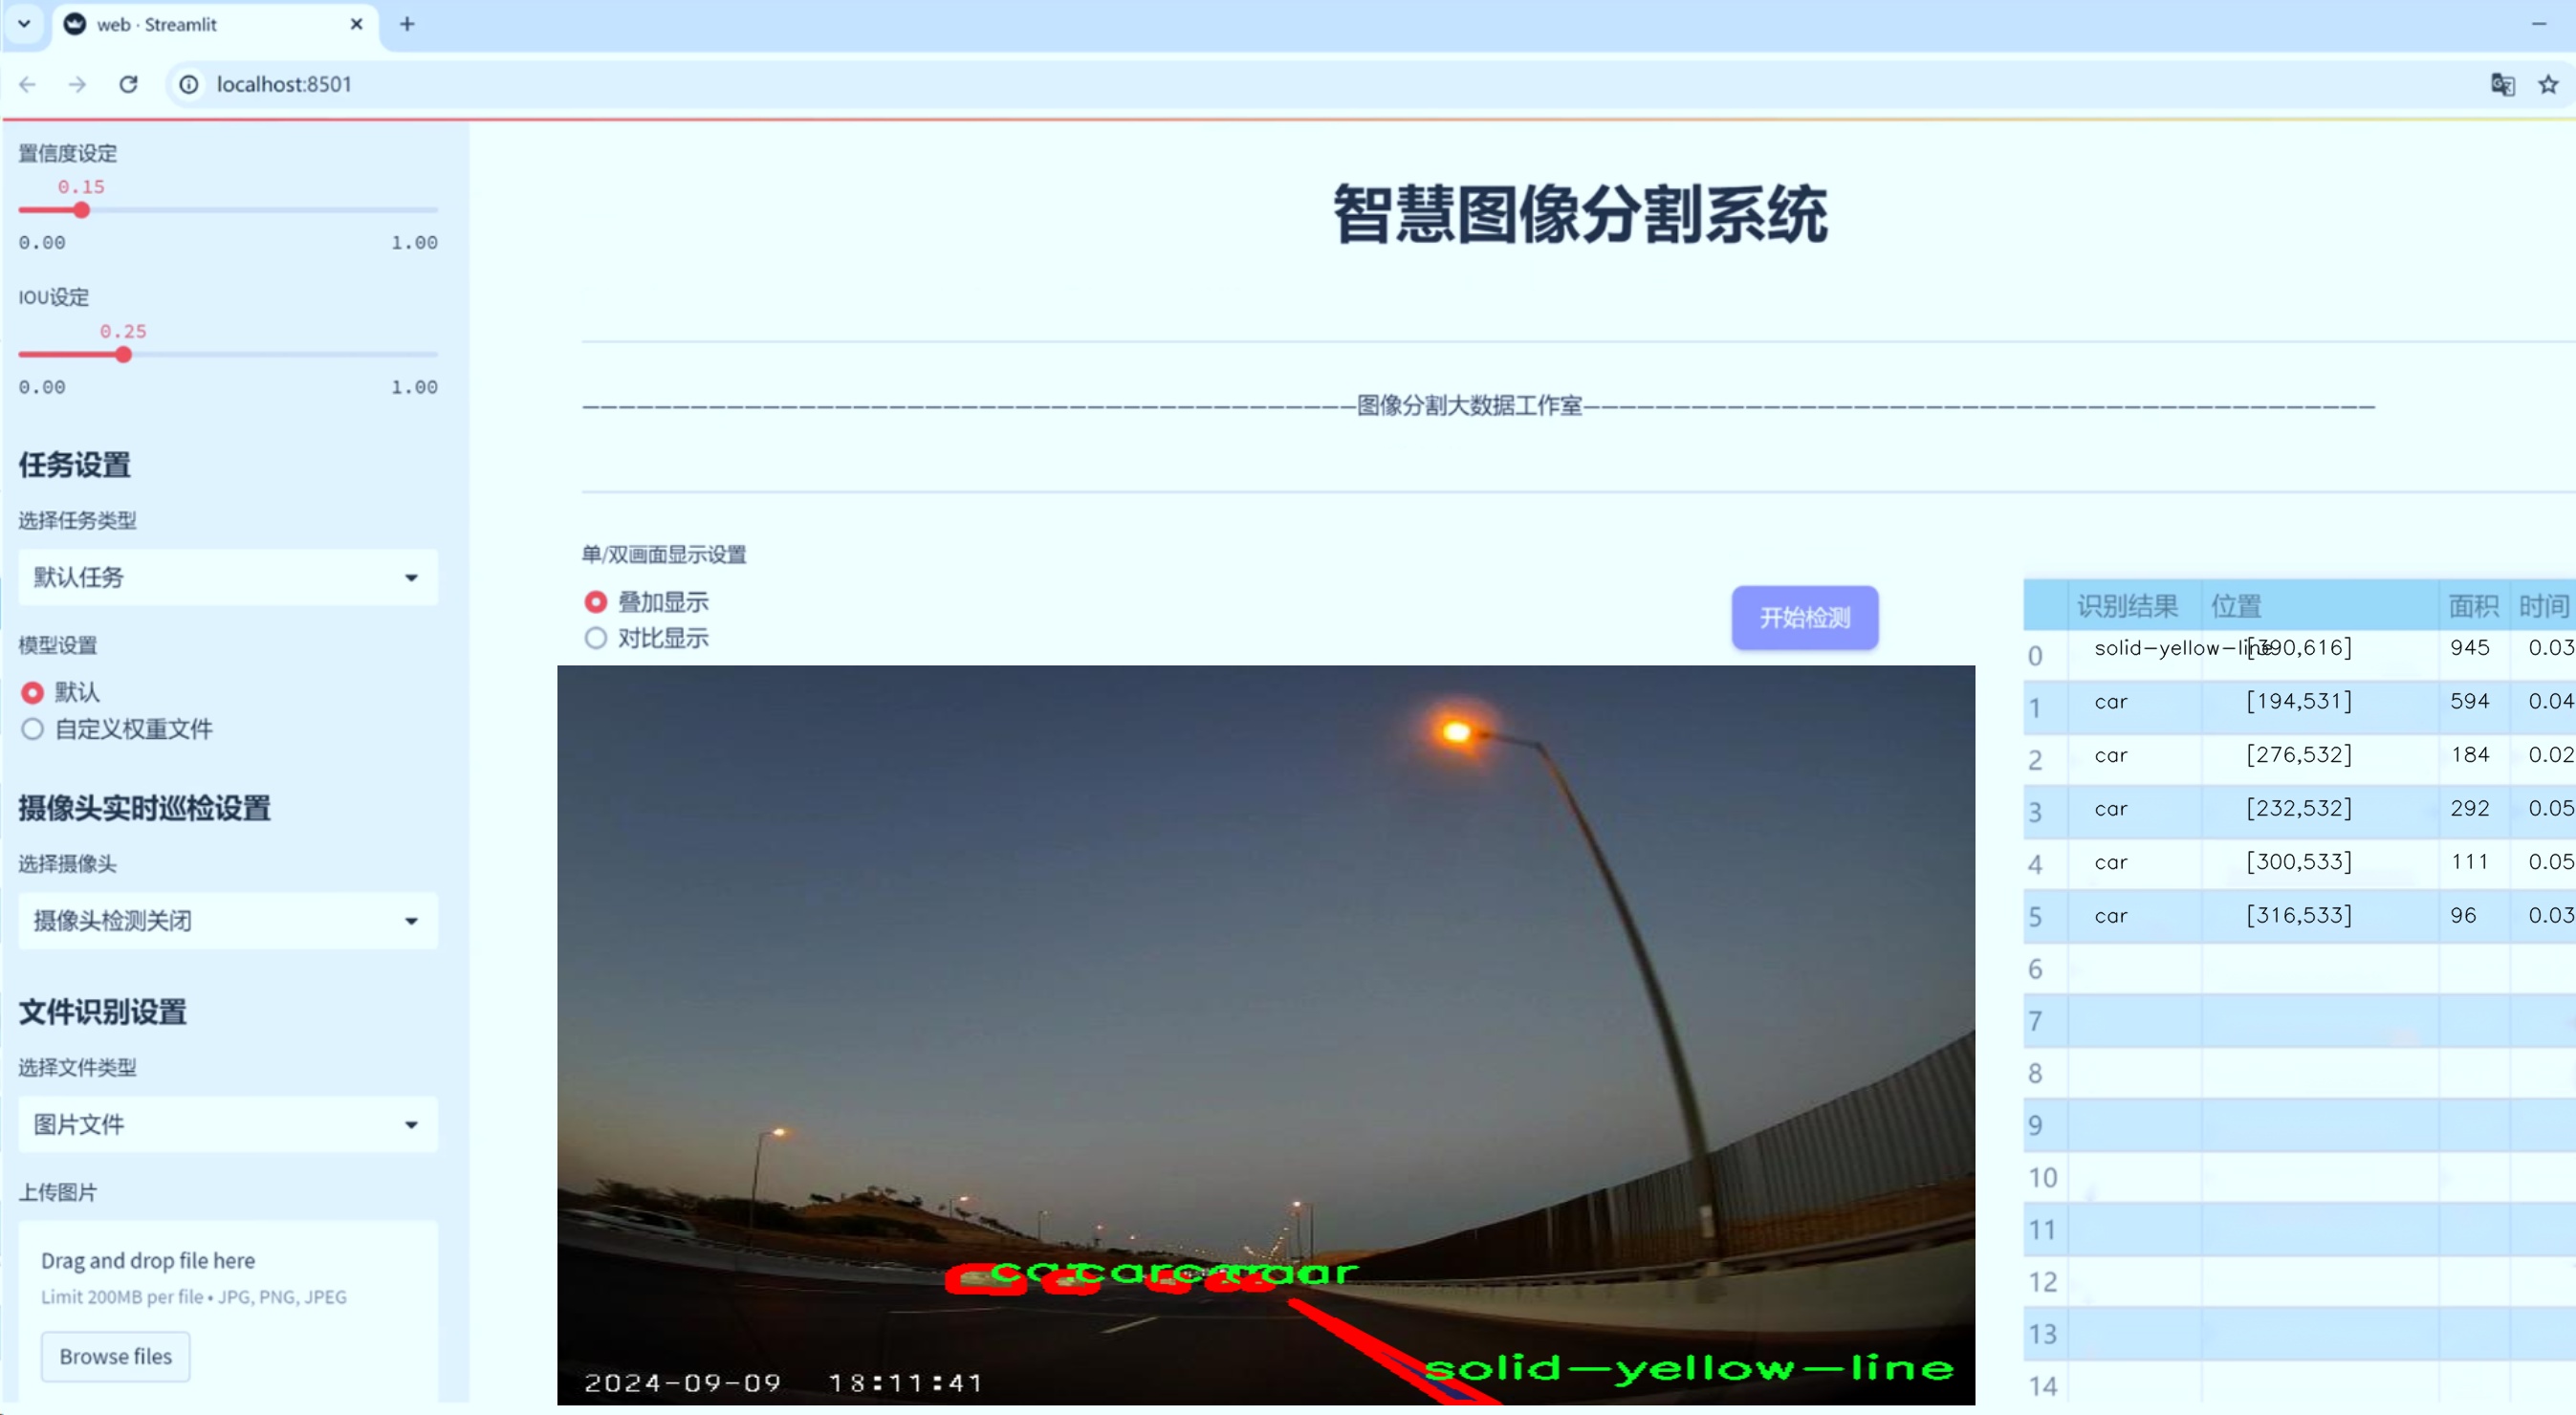 web · Streamlit
localhost:8501
置信度设定
0.15
0.00 1.00
IOU设定
0.25
0.00 1.00
任务设置
选择任务类型
默认任务
模型设置
默认
自定义权重文件
摄像头实时巡检设置
选择摄像头
摄像头检测关闭
文件识别设置
选择文件类型
图片文件
上传图片
Drag and drop file here
Limit 200MB per file • JPG, PNG, JPEG
Browse files
智慧图像分割系统
图像分割大数据工作室
单/双画面显示设置
叠加显示
对比显示
开始检测
car
car
solid-yellow-line
2024-09-09 18:11:41
识别结果 位置 面积 时间
0 solid-yellow-line [390,616] 945 0.03
1 car [194,531] 594 0.04
2 car [276,532] 184 0.02
3 car [232,532] 292 0.05
4 car [300,533] 111 0.05
5 car [316,533] 96 0.03
6
7
8
9
10
11
12
13
14